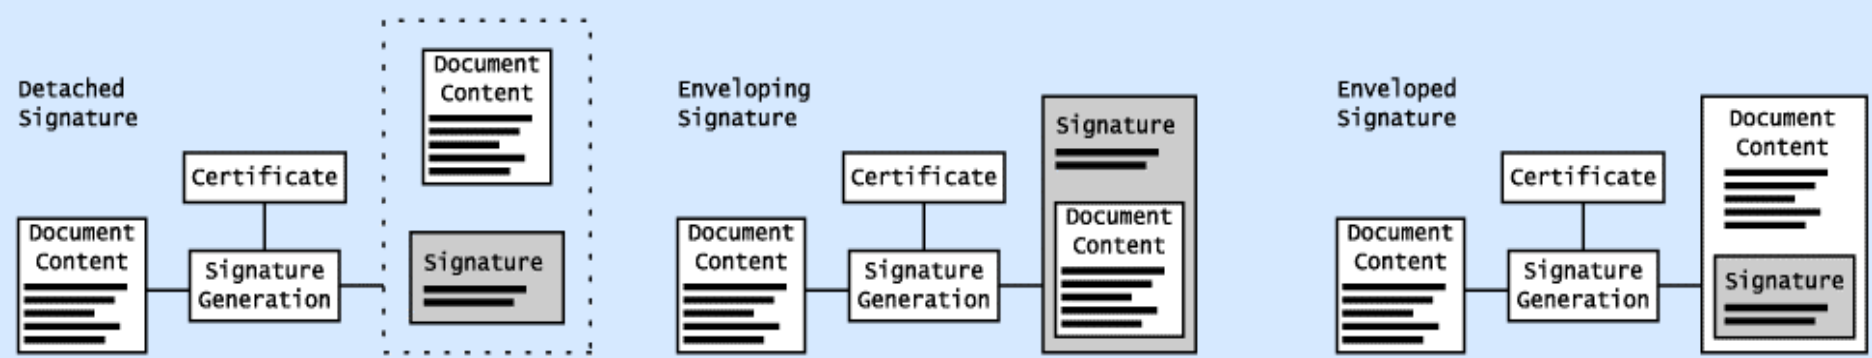 Detached
Signature
Certificate
Document
Content
Signature
Generation
Document
Content
Signature
Enveloping
Signature
Certificate
Document
Content
Signature
Generation
Signature
Document
Content
Enveloped
Signature
Certificate
Document
Content
Signature
Generation
Document
Content
Signature